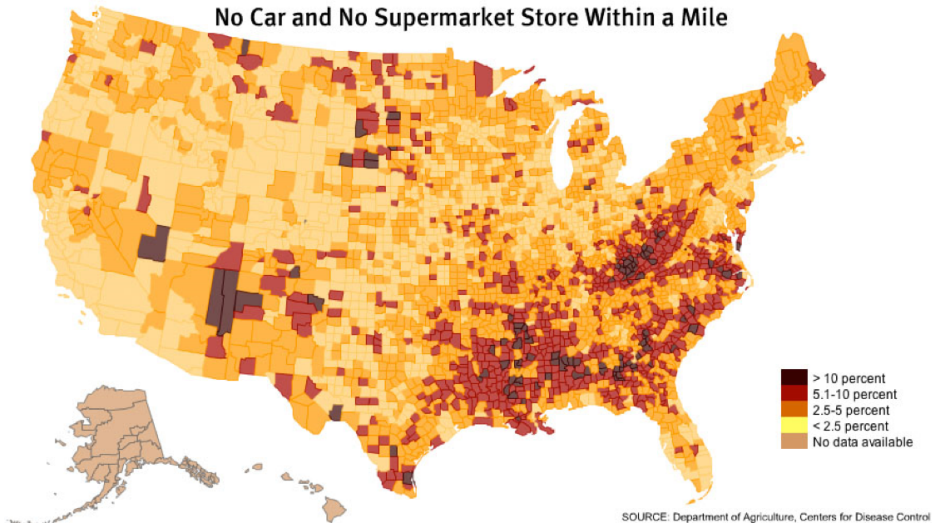 No Car and No Supermarket Store Within a Mile
> 10 percent
5.1-10 percent
2.5-5 percent
< 2.5 percent
No data available
SOURCE: Department of Agriculture, Centers for Disease Control